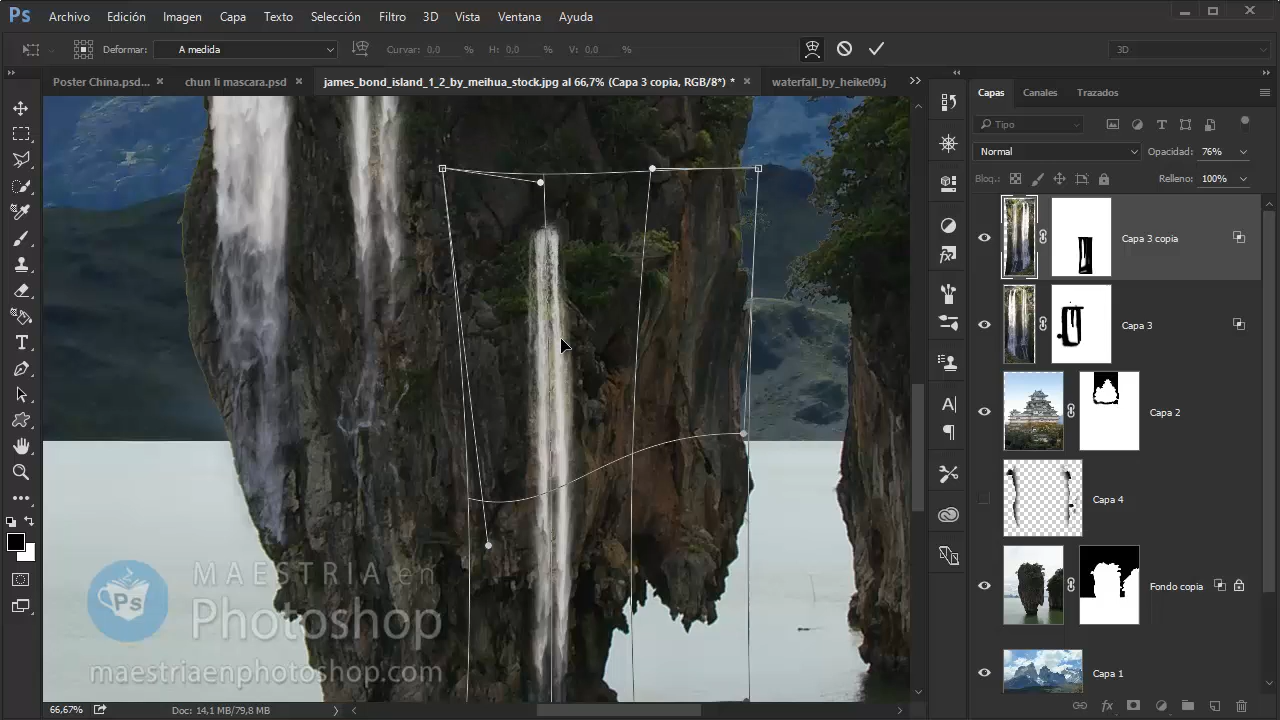 Ps Archivo Edición Imagen Capa Texto Selección Filtro 3D Vista Ventana Ayuda
Deformar: A medida Curvar: 0,0 % H: 0,0 % V: 0,0 % 3D
Poster China.psd... × chun li mascara.psd × james_bond_island_1_2_by_meihua_stock.jpg al 66,7% (Capa 3 copia, RGB/8*) * × waterfall_by_heike09.j
Capas Canales Trazados
Tipo
Normal Opacidad: 76%
Bloq.: Relleno: 100%
Capa 3 copia
Capa 3
Capa 2
Capa 4
Fondo copia
Capa 1
Ps
MAESTRIA en
Photoshop
maestriaenphotoshop.com
66,67% Doc: 14,1 MB/79,8 MB